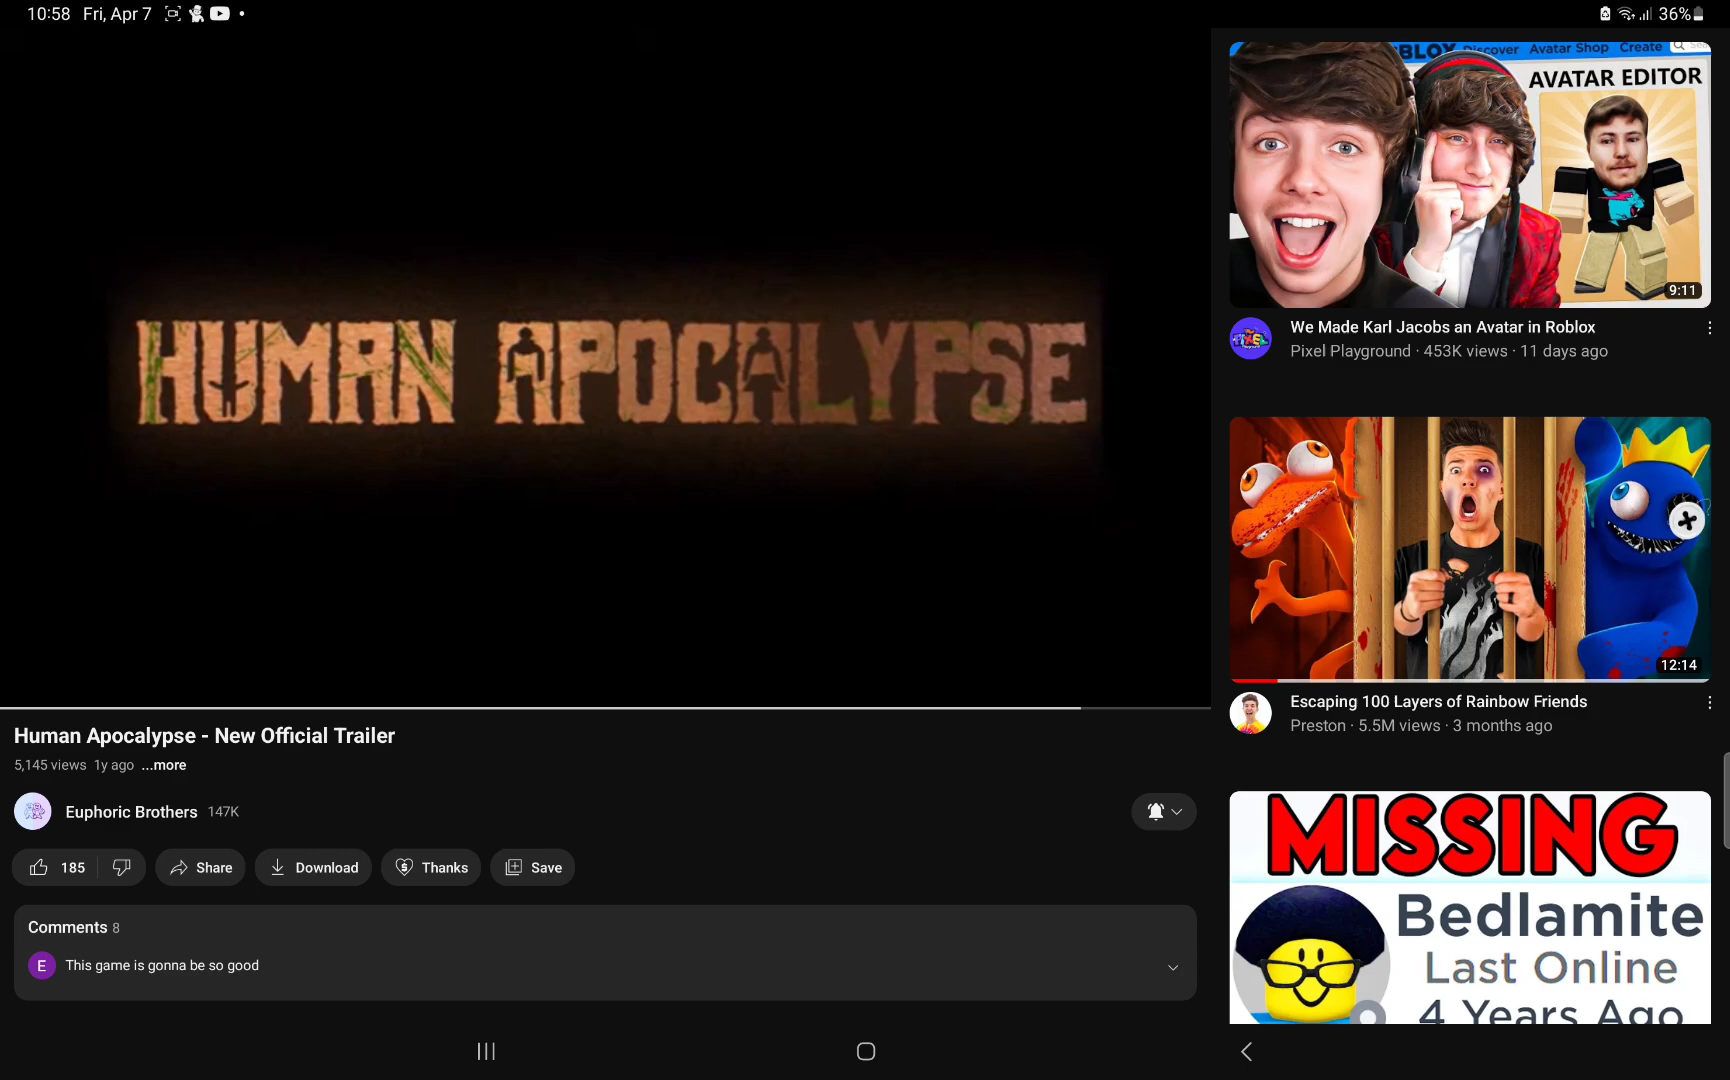 10:58 Fri, Apr 7
36%
HUMAN APOCALYPSE
Human Apocalypse - New Official Trailer
5,145 views 1y ago ...more
Euphoric Brothers 147K
185
Share
Download
Thanks
Save
Comments 8
E
This game is gonna be so good
BLOX Discover Avatar Shop Create
AVATAR EDITOR
9:11
PIXEL
We Made Karl Jacobs an Avatar in Roblox
Pixel Playground · 453K views · 11 days ago
12:14
Escaping 100 Layers of Rainbow Friends
Preston · 5.5M views · 3 months ago
MISSING
Bedlamite
Last Online
4 Years Ago